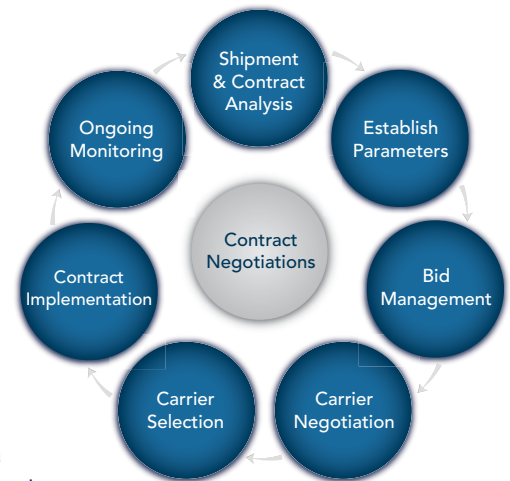 Shipment
& Contract
Analysis
Establish
Parameters
Bid
Management
Carrier
Negotiation
Carrier
Selection
Contract
Implementation
Ongoing
Monitoring
Contract
Negotiations